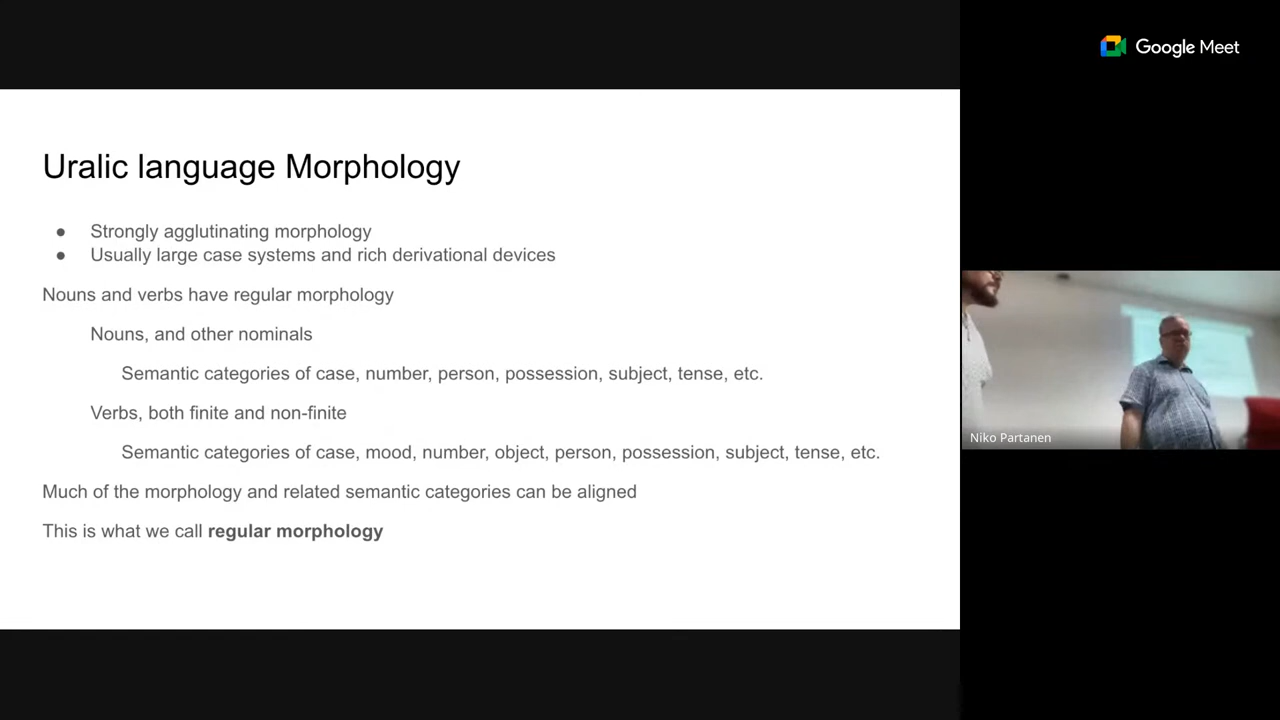 Google Meet
Uralic language Morphology
● Strongly agglutinating morphology
● Usually large case systems and rich derivational devices
Nouns and verbs have regular morphology
Nouns, and other nominals
Semantic categories of case, number, person, possession, subject, tense, etc.
Verbs, both finite and non-finite
Semantic categories of case, mood, number, object, person, possession, subject, tense, etc.
Much of the morphology and related semantic categories can be aligned
This is what we call regular morphology
Niko Partanen